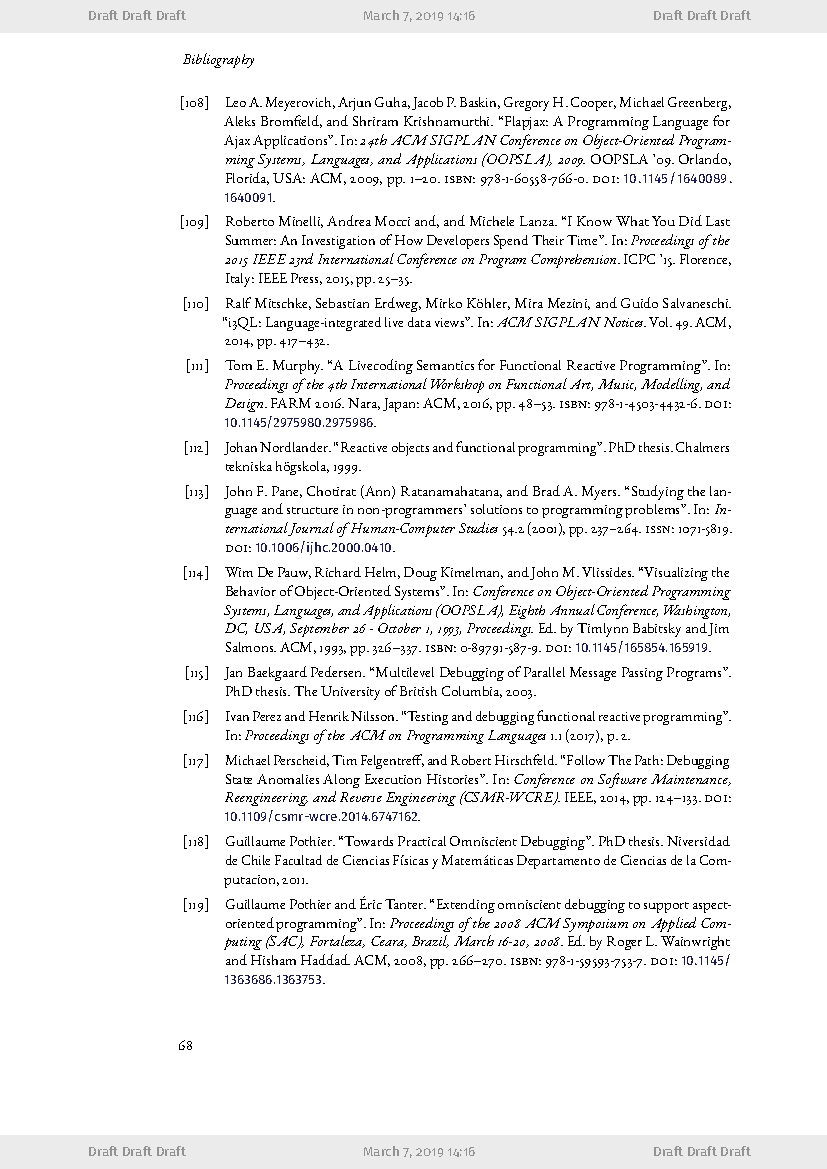 Draft Draft Draft March 7, 2019 14:16 Draft Draft Draft
Bibliography
[108] Leo A. Meyerovich, Arjun Guha, Jacob P. Baskin, Gregory H. Cooper, Michael Greenberg,
Aleks Bromfield, and Shriram Krishnamurthi. “Flapjax: A Programming Language for
Ajax Applications”. In: 24th ACM SIGPLAN Conference on Object-Oriented Program-
ming Systems, Languages, and Applications (OOPSLA), 2009. OOPSLA ’09. Orlando,
Florida, USA: ACM, 2009, pp. 1–20. ISBN: 978-1-60558-766-0. DOI: 10.1145/1640089.
1640091.
[109] Roberto Minelli, Andrea Mocci and, and Michele Lanza. “I Know What You Did Last
Summer: An Investigation of How Developers Spend Their Time”. In: Proceedings of the
2015 IEEE 23rd International Conference on Program Comprehension. ICPC ’15. Florence,
Italy: IEEE Press, 2015, pp. 25–35.
[110] Ralf Mitschke, Sebastian Erdweg, Mirko Köhler, Mira Mezini, and Guido Salvaneschi.
“i3QL: Language-integrated live data views”. In: ACM SIGPLAN Notices. Vol. 49. ACM,
2014, pp. 417–432.
[111] Tom E. Murphy. “A Livecoding Semantics for Functional Reactive Programming”. In:
Proceedings of the 4th International Workshop on Functional Art, Music, Modelling, and
Design. FARM 2016. Nara, Japan: ACM, 2016, pp. 48–53. ISBN: 978-1-4503-4432-6. DOI:
10.1145/2975980.2975986.
[112] Johan Nordlander. “Reactive objects and functional programming”. PhD thesis. Chalmers
tekniska högskola, 1999.
[113] John F. Pane, Chotirat (Ann) Ratanamahatana, and Brad A. Myers. “Studying the lan-
guage and structure in non-programmers’ solutions to programming problems”. In: In-
ternational Journal of Human-Computer Studies 54.2 (2001), pp. 237–264. ISSN: 1071-5819.
DOI: 10.1006/ijhc.2000.0410.
[114] Wim De Pauw, Richard Helm, Doug Kimelman, and John M. Vlissides. “Visualizing the
Behavior of Object-Oriented Systems”. In: Conference on Object-Oriented Programming
Systems, Languages, and Applications (OOPSLA), Eighth Annual Conference, Washington,
DC, USA, September 26 - October 1, 1993, Proceedings. Ed. by Timlynn Babitsky and Jim
Salmons. ACM, 1993, pp. 326–337. ISBN: 0-89791-587-9. DOI: 10.1145/165854.165919.
[115] Jan Baekgaard Pedersen. “Multilevel Debugging of Parallel Message Passing Programs”.
PhD thesis. The University of British Columbia, 2003.
[116] Ivan Perez and Henrik Nilsson. “Testing and debugging functional reactive programming”.
In: Proceedings of the ACM on Programming Languages 1.1 (2017), p. 2.
[117] Michael Perscheid, Tim Felgentreff, and Robert Hirschfeld. “Follow The Path: Debugging
State Anomalies Along Execution Histories”. In: Conference on Software Maintenance,
Reengineering, and Reverse Engineering (CSMR-WCRE). IEEE, 2014, pp. 124–133. DOI:
10.1109/csmr-wcre.2014.6747162.
[118] Guillaume Pothier. “Towards Practical Omniscient Debugging”. PhD thesis. Niversidad
de Chile Facultad de Ciencias Físicas y Matemáticas Departamento de Ciencias de la Com-
putacion, 2011.
[119] Guillaume Pothier and Éric Tanter. “Extending omniscient debugging to support aspect-
oriented programming”. In: Proceedings of the 2008 ACM Symposium on Applied Com-
puting (SAC), Fortaleza, Ceara, Brazil, March 16-20, 2008. Ed. by Roger L. Wainwright
and Hisham Haddad. ACM, 2008, pp. 266–270. ISBN: 978-1-59593-753-7. DOI: 10.1145/
1363686.1363753.
68
Draft Draft Draft March 7, 2019 14:16 Draft Draft Draft